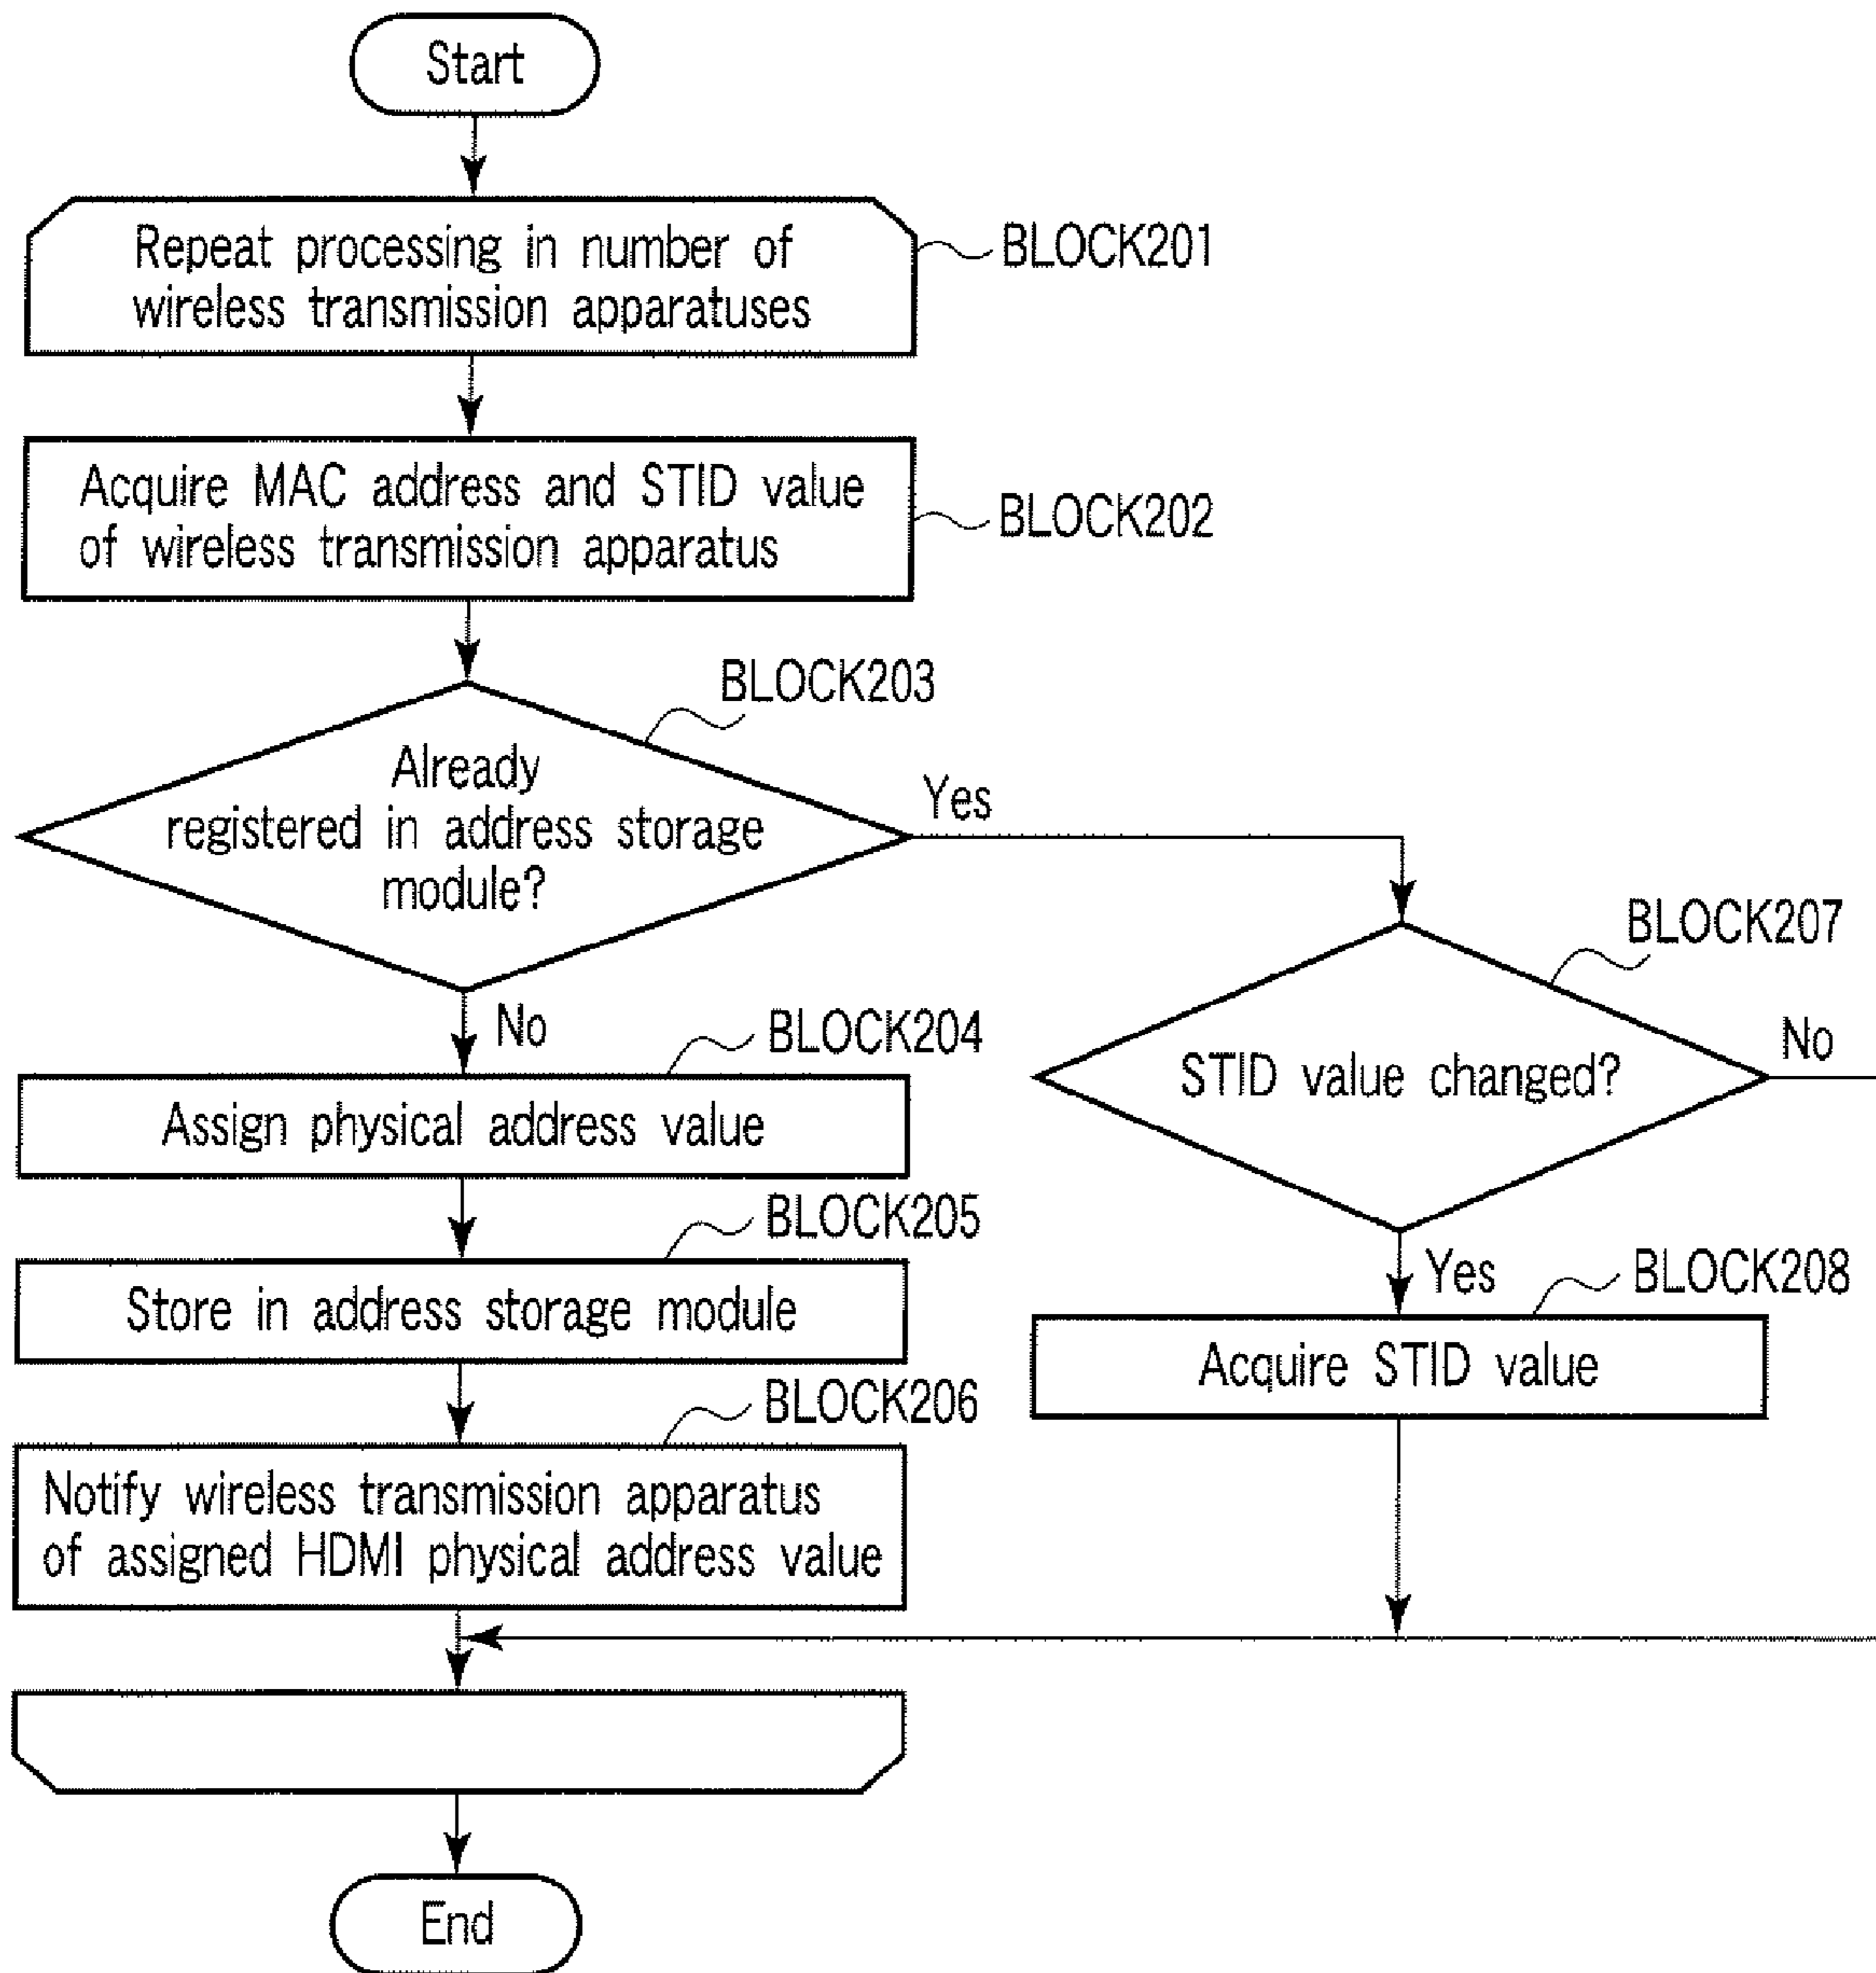 Start
Repeat processing in number of
wireless transmission apparatuses
BLOCK201
Acquire MAC address and STID value
of wireless transmission apparatus
BLOCK202
BLOCK203
Already
registered in address storage
module?
Yes
No
BLOCK207
STID value changed?
No
BLOCK204
Assign physical address value
BLOCK205
Store in address storage module
Yes
BLOCK208
Acquire STID value
BLOCK206
Notify wireless transmission apparatus
of assigned HDMI physical address value
End